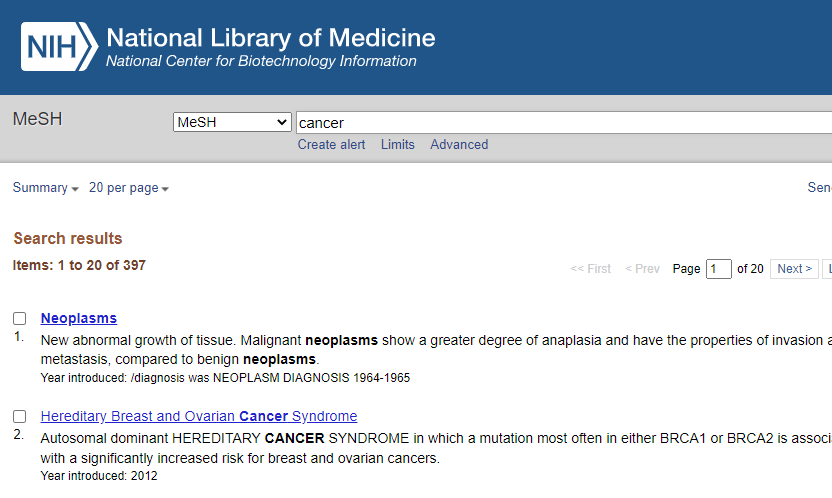 NIH National Library of Medicine
National Center for Biotechnology Information
MeSH MeSH cancer
Create alert Limits Advanced
Summary 20 per page
Search results
Items: 1 to 20 of 397
<< First < Prev Page 1 of 20 Next >
Neoplasms
1. New abnormal growth of tissue. Malignant neoplasms show a greater degree of anaplasia and have the properties of invasion
metastasis, compared to benign neoplasms.
Year introduced: /diagnosis was NEOPLASM DIAGNOSIS 1964-1965
Hereditary Breast and Ovarian Cancer Syndrome
2. Autosomal dominant HEREDITARY CANCER SYNDROME in which a mutation most often in either BRCA1 or BRCA2 is
with a significantly increased risk for breast and ovarian cancers.
Year introduced: 2012